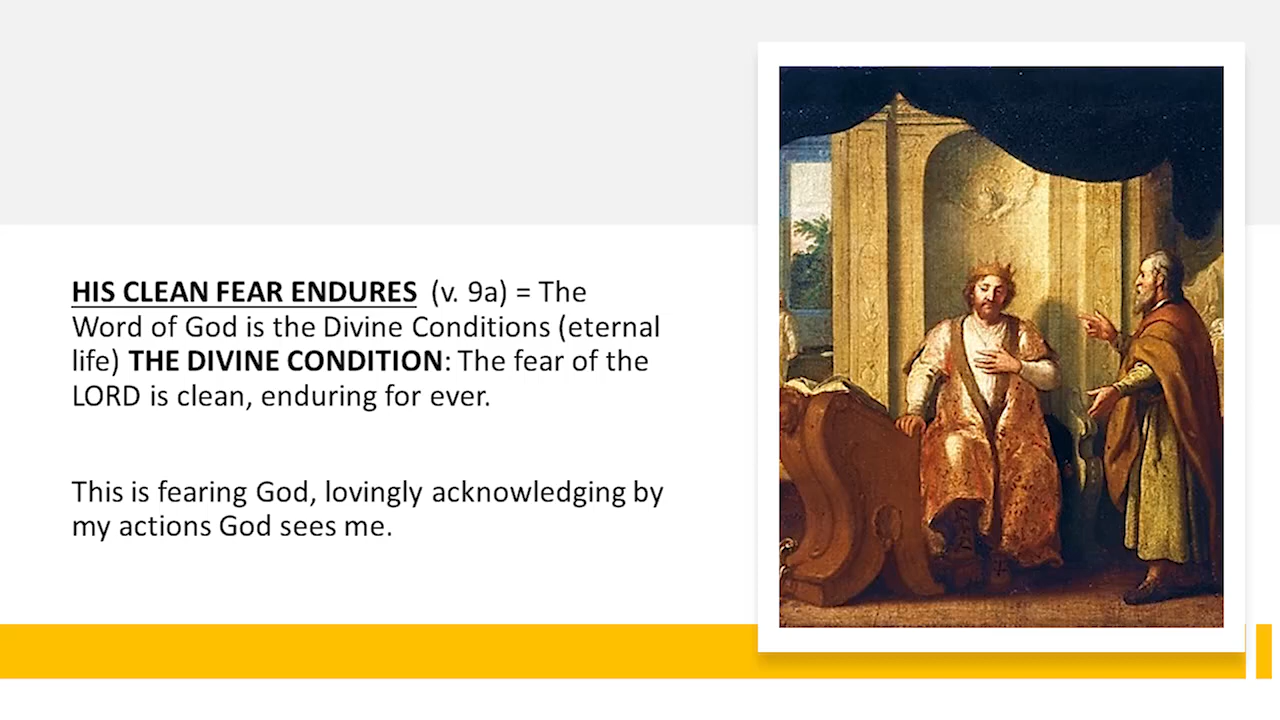 HIS CLEAN FEAR ENDURES (v. 9a) = The
Word of God is the Divine Conditions (eternal
life) THE DIVINE CONDITION: The fear of the
LORD is clean, enduring for ever.
This is fearing God, lovingly acknowledging by
my actions God sees me.